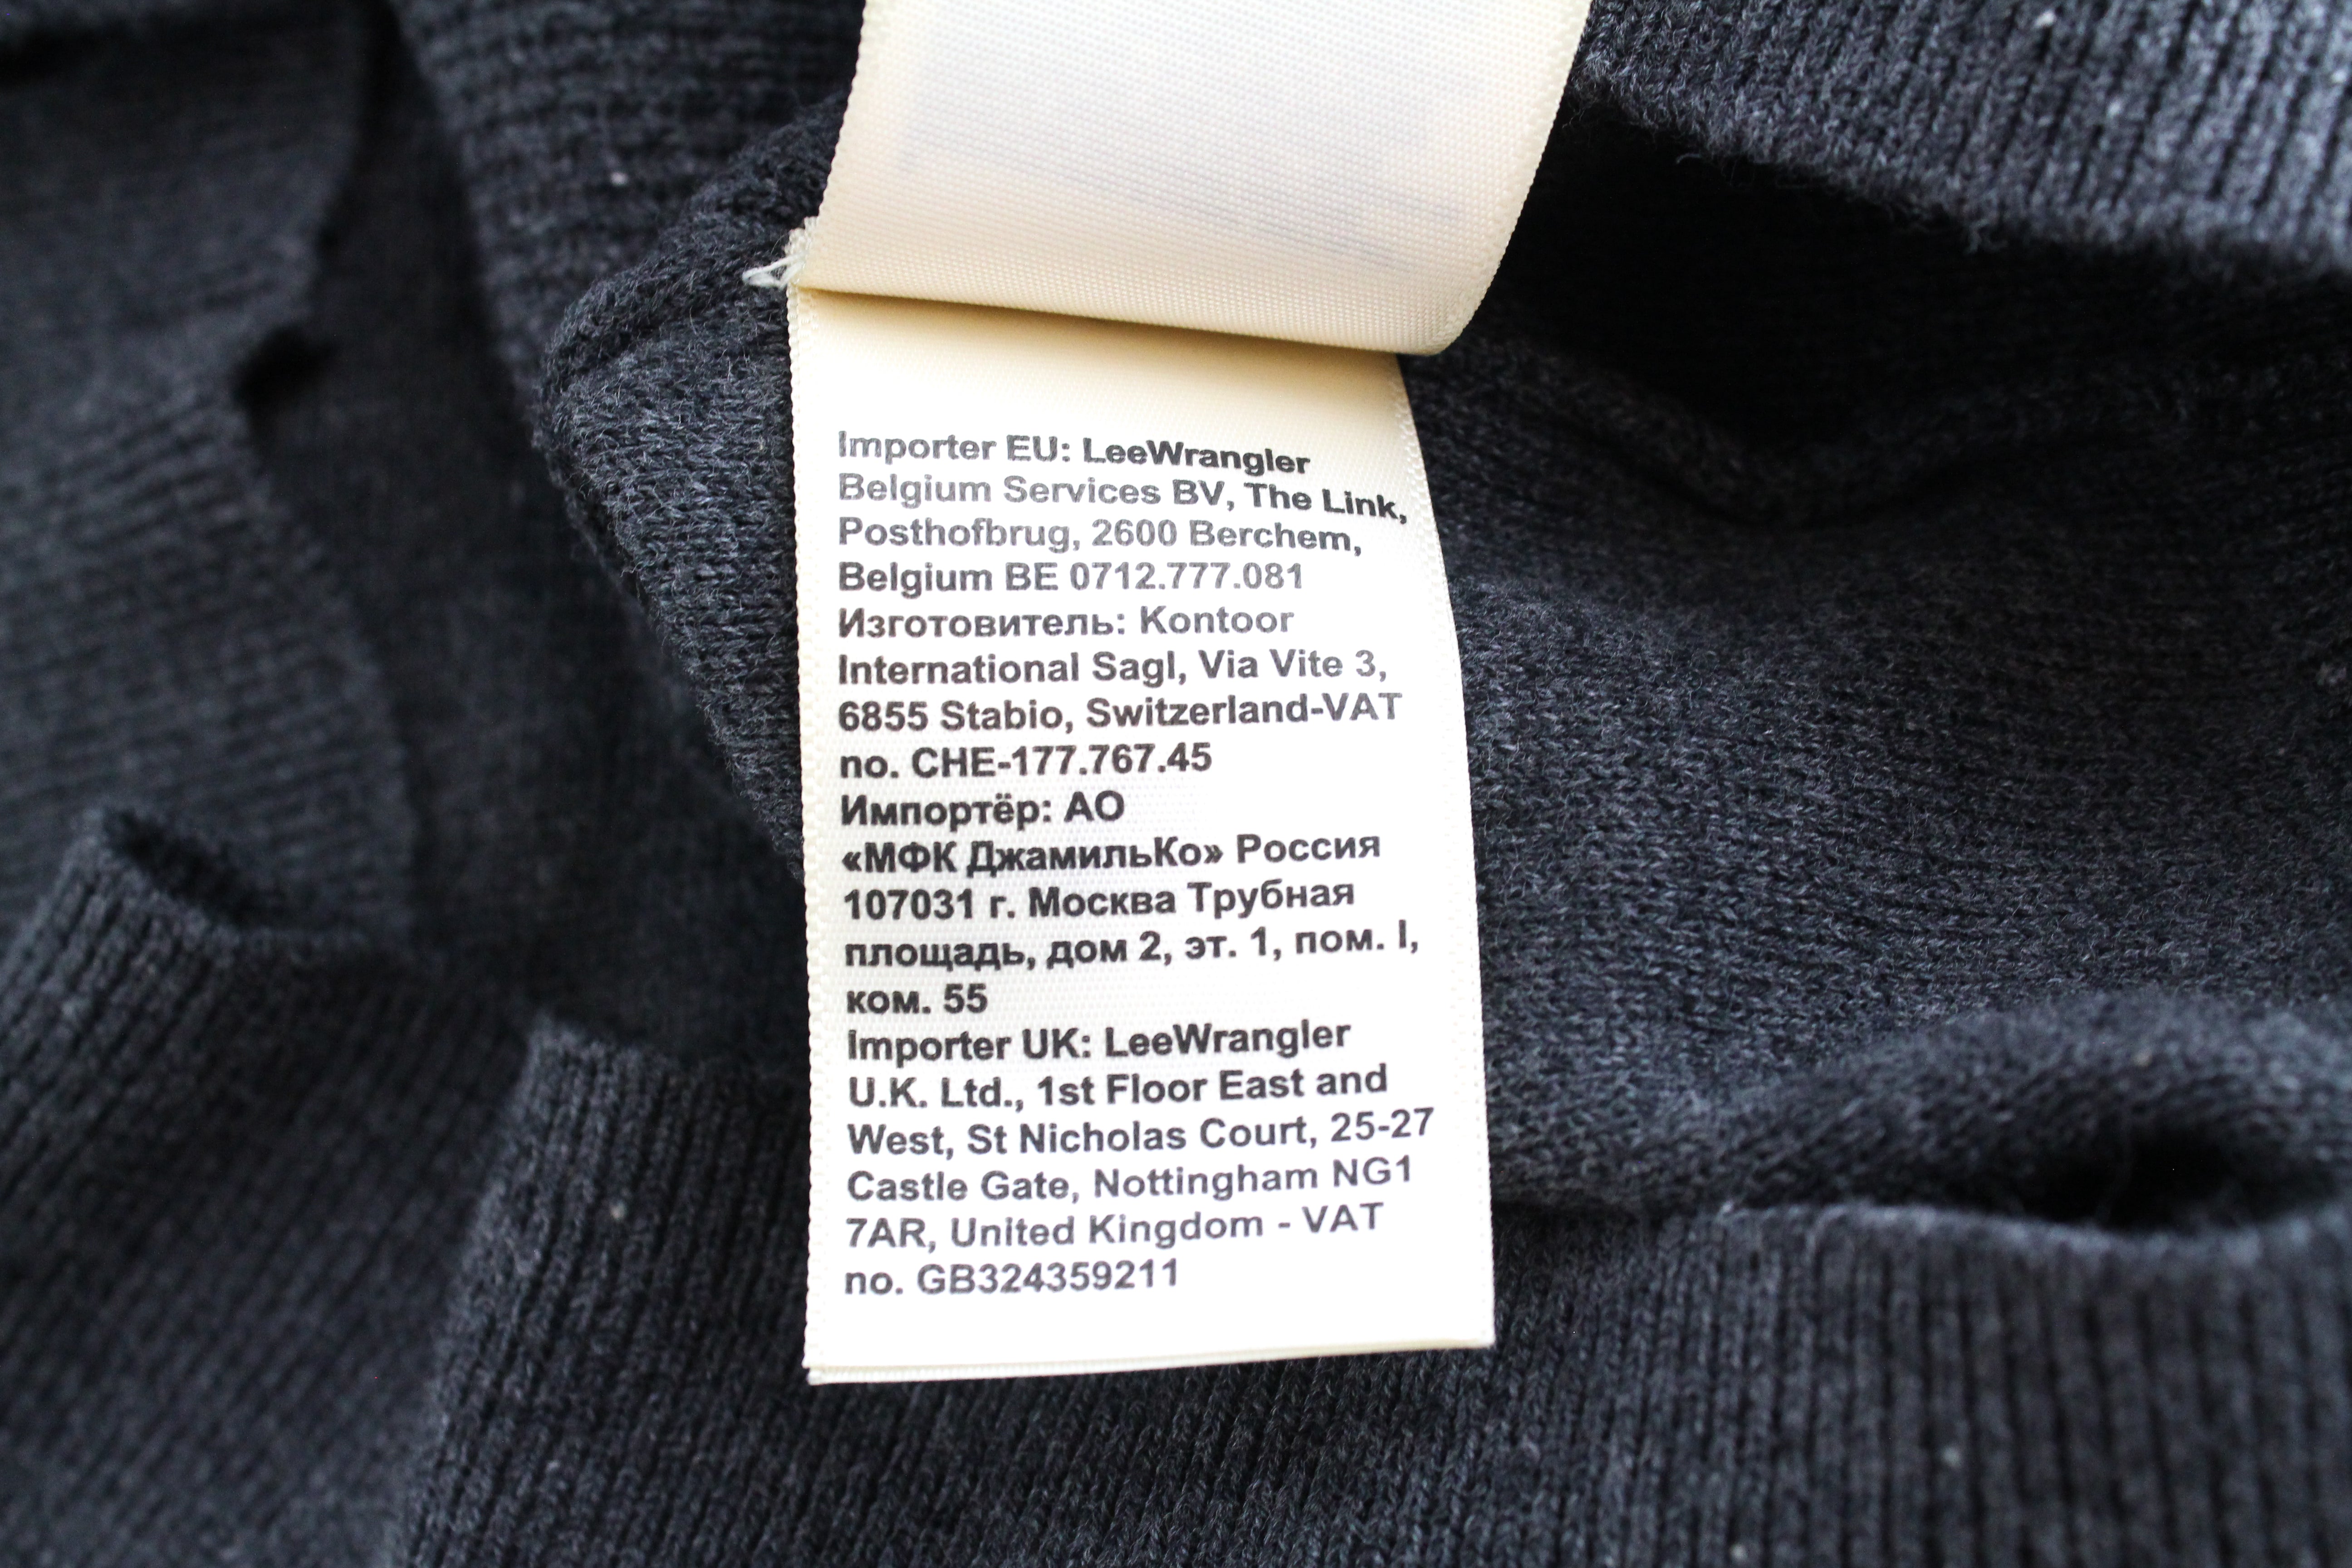 Importer EU: LeeWrangler
Belgium Services BV, The Link,
Posthofbrug, 2600 Berchem,
Belgium BE 0712.777.081
Изготовитель: Kontoor
International Sagl, Via Vite 3,
6855 Stabio, Switzerland-VAT
no. CHE-177.767.45
Импортёр: АО
«МФК ДжамильКо» Россия
107031 г. Москва Трубная
площадь, дом 2, эт. 1, пом. I,
ком. 55
Importer UK: LeeWrangler
U.K. Ltd., 1st Floor East and
West, St Nicholas Court, 25-27
Castle Gate, Nottingham NG1
7AR, United Kingdom - VAT
no. GB324359211